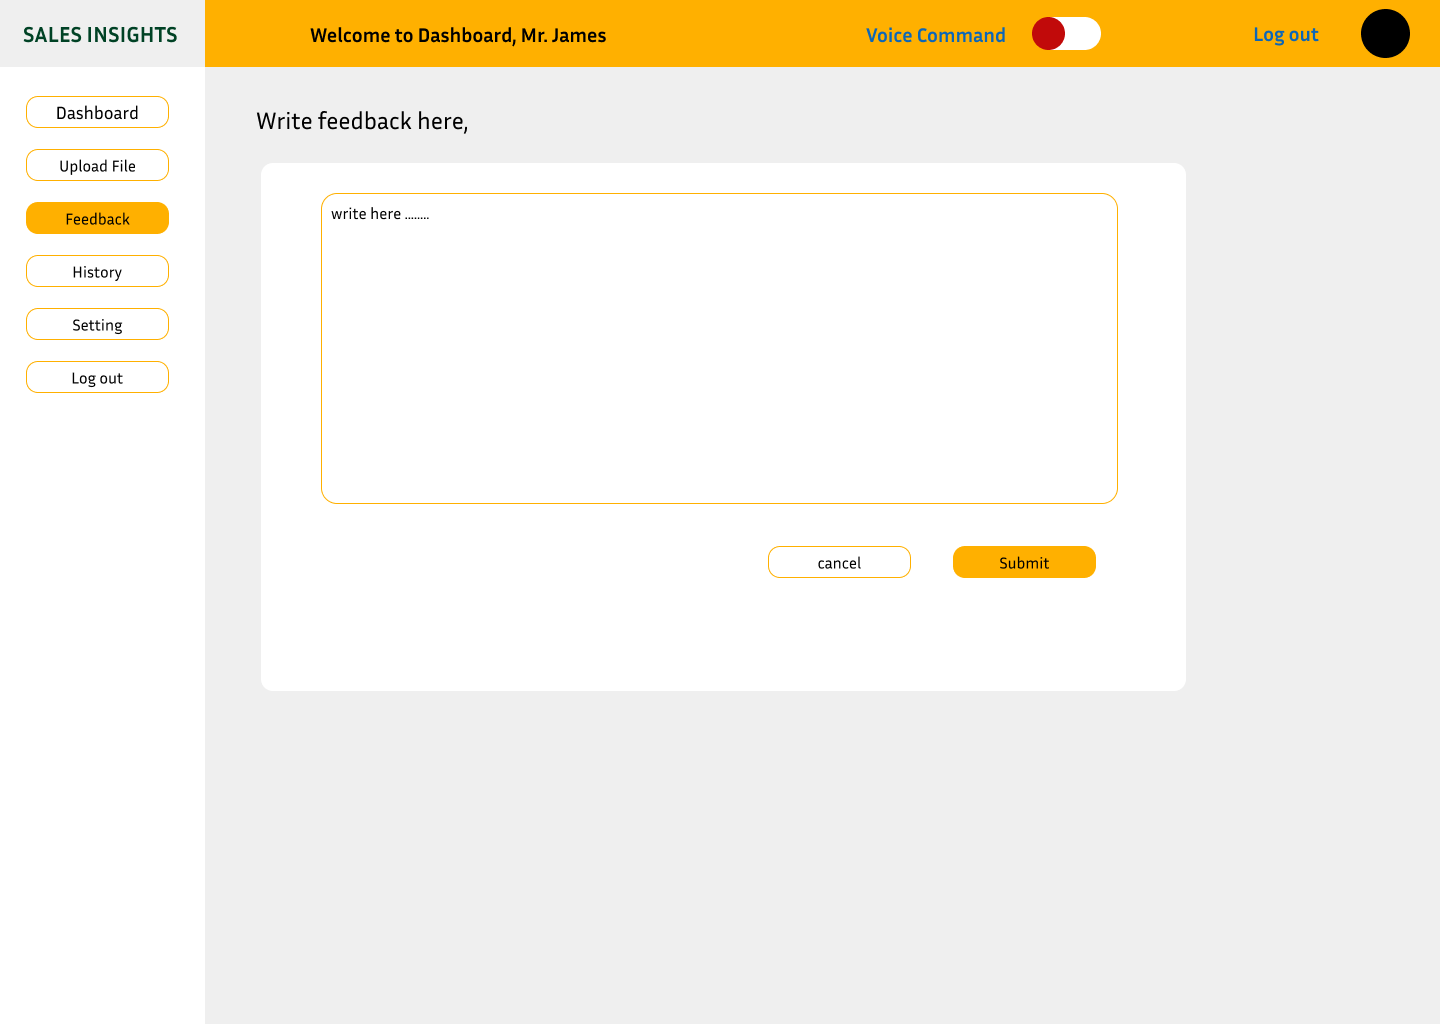 SALES INSIGHTS
Welcome to Dashboard, Mr. James
Voice Command
Log out
Dashboard
Upload File
Feedback
History
Setting
Log out
Write feedback here,
write here ........
cancel
Submit